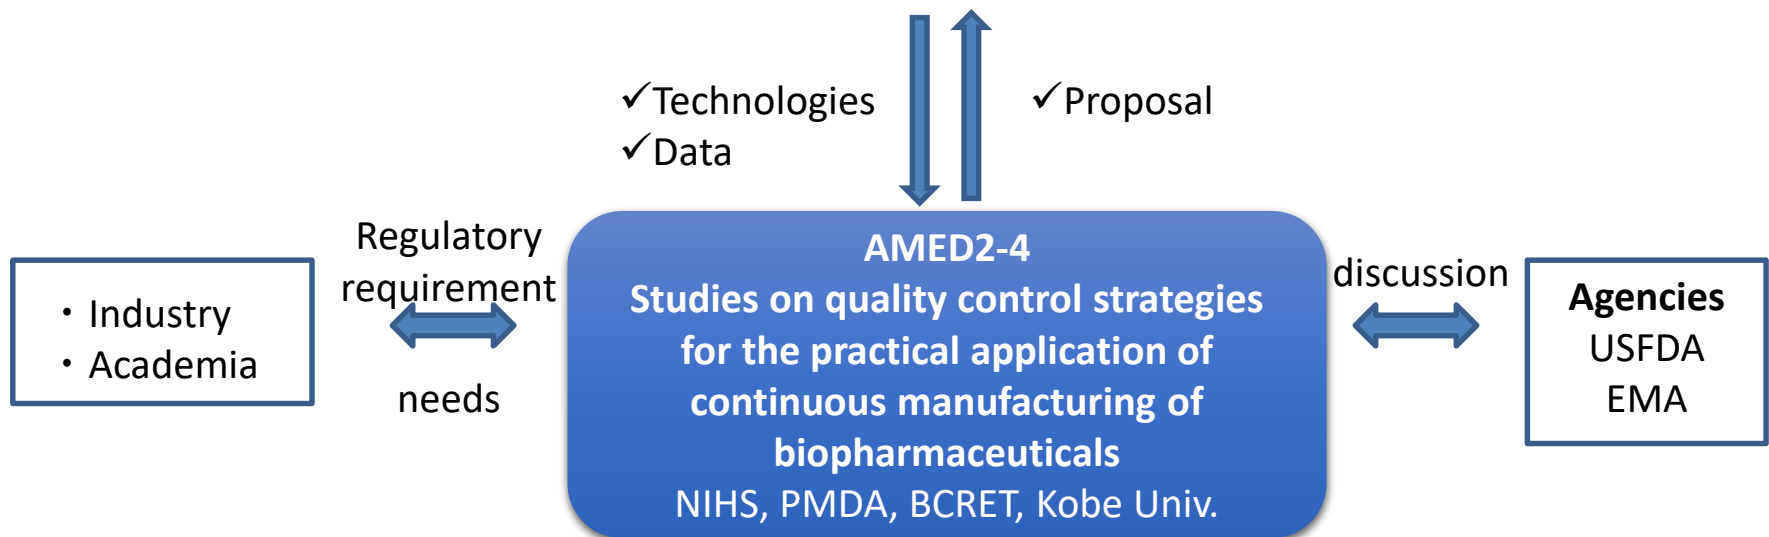 ✓Technologies
✓Data
✓Proposal
Regulatory
requirement
needs
・Industry
・Academia
AMED2-4
Studies on quality control strategies
for the practical application of
continuous manufacturing of
biopharmaceuticals
NIHS, PMDA, BCRET, Kobe Univ.
discussion
Agencies
USFDA
EMA